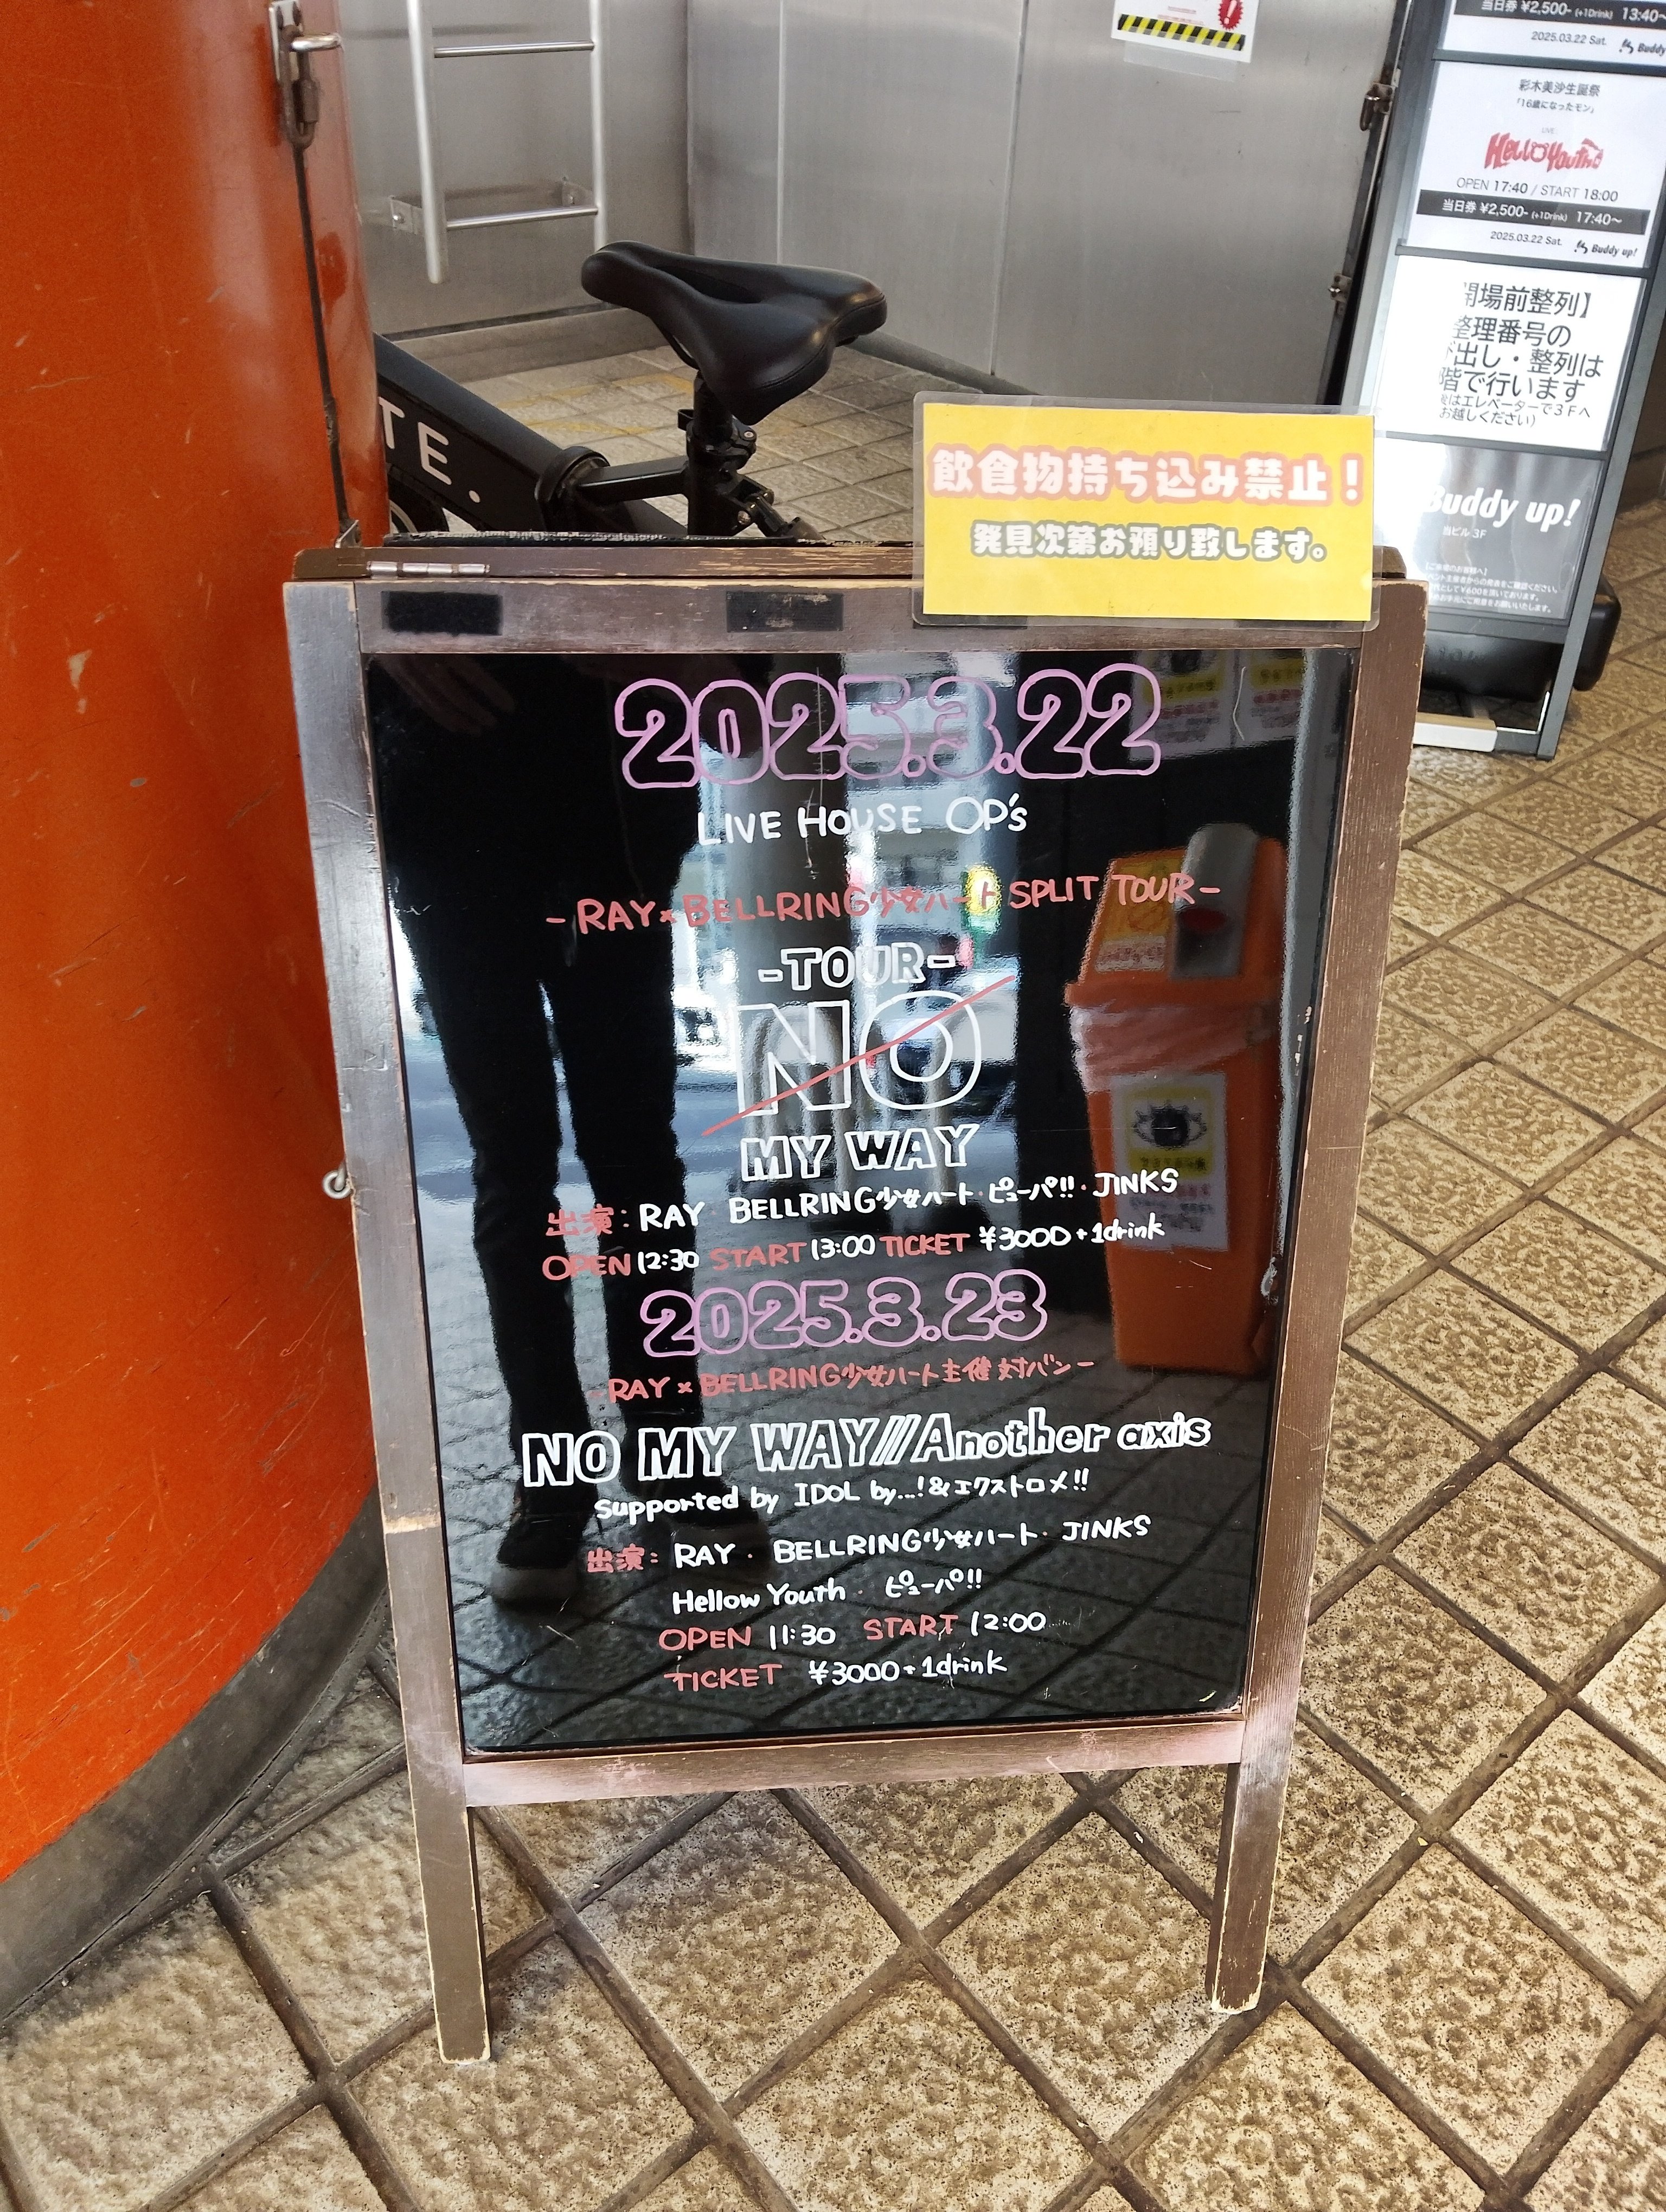 当日券 ¥2,500- (+1Drink) 13:40~
2025.03.22 Sat.
Buddy
彩木美沙生誕祭
「16歳になったモン」
LIVE
Hello Youth
OPEN 17:40 / START 18:00
当日券 ¥2,500- (+1Drink) 17:40~
2025.03.22 Sat.
Buddy up!
開場前整列】
整理番号の
出し・整列は
階で行います
はエレベーターで3Fへ
お越しください）
Buddy up!
当ビル 3F
TE.
飲食物持ち込み禁止！
発見次第お預り致します。
2025.3.22
LIVE HOUSE OP's
-RAY×BELLRING少女ハート SPLIT TOUR-
-TOUR-
NO
MY WAY
出演: RAY・BELLRING少女ハート・ピューパ!!・JINKS
OPEN 12:30 START 13:00 TICKET ¥3000+1drink
2025.3.23
-RAY×BELLRING少女ハート主催対バン-
NO MY WAY///Another axis
supported by IDOL by...!&エクストロメ!!
出演: RAY・BELLRING少女ハート・JINKS
Hellow Youth・ピューパ!!
OPEN 11:30 START 12:00
TICKET ¥3000+1drink